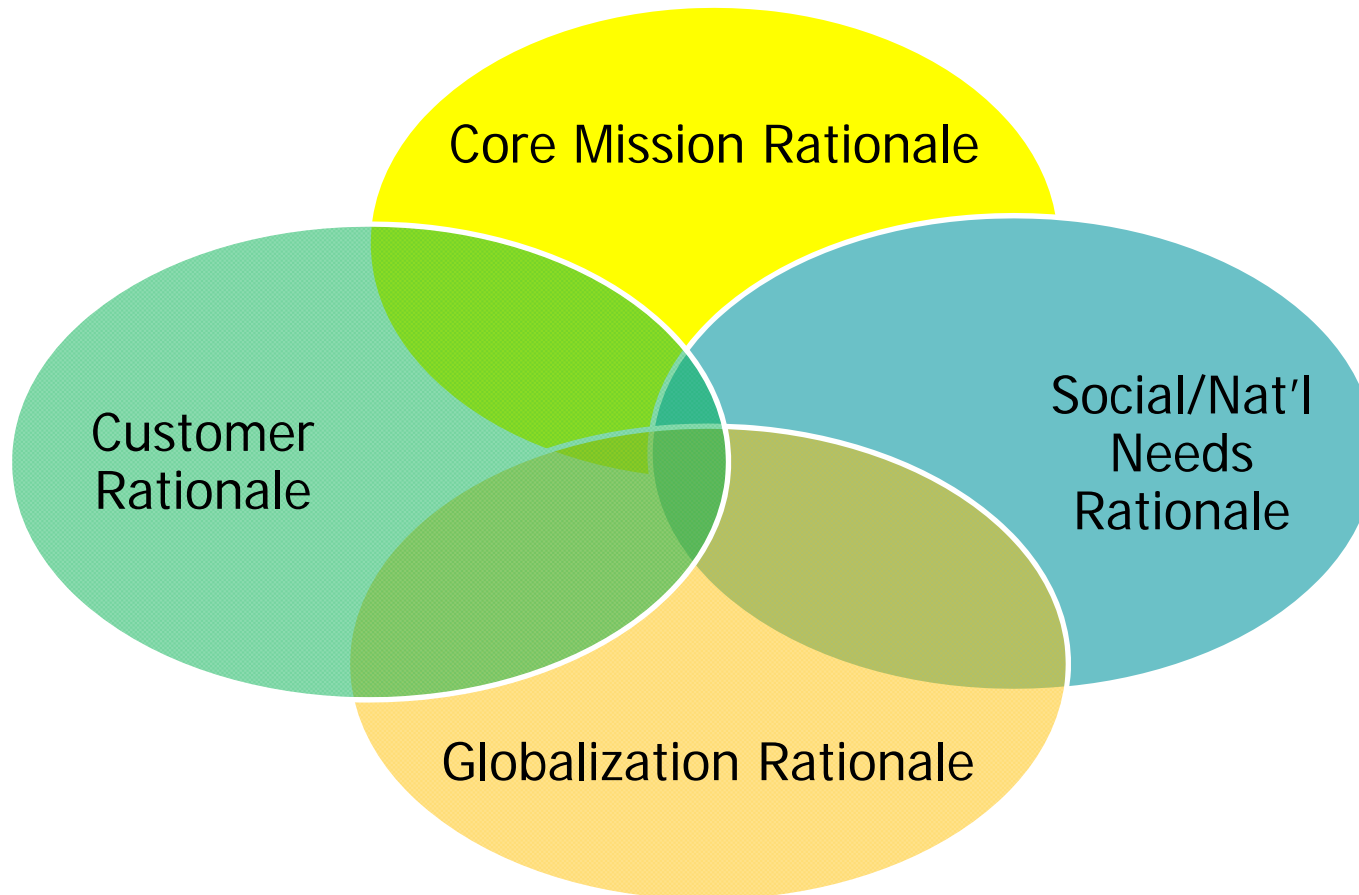 Core Mission Rationale
Customer
Rationale
Social/Nat’l
Needs
Rationale
Globalization Rationale